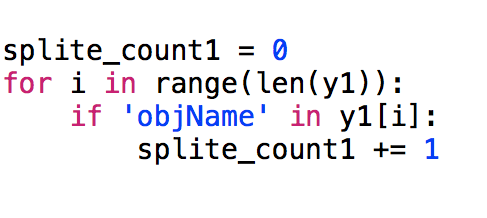 splite_count1 = 0
for i in range(len(y1)):
    if 'objName' in y1[i]:
        splite_count1 += 1